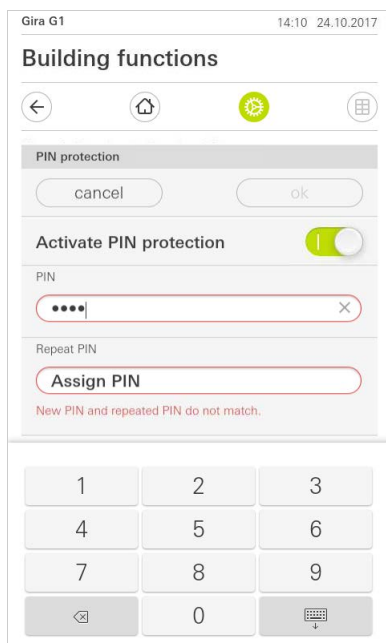 Gira G1 14:10 24.10.2017
Building functions
PIN protection
cancel ok
Activate PIN protection
PIN
••••
Repeat PIN
Assign PIN
New PIN and repeated PIN do not match.
1 2 3
4 5 6
7 8 9
0